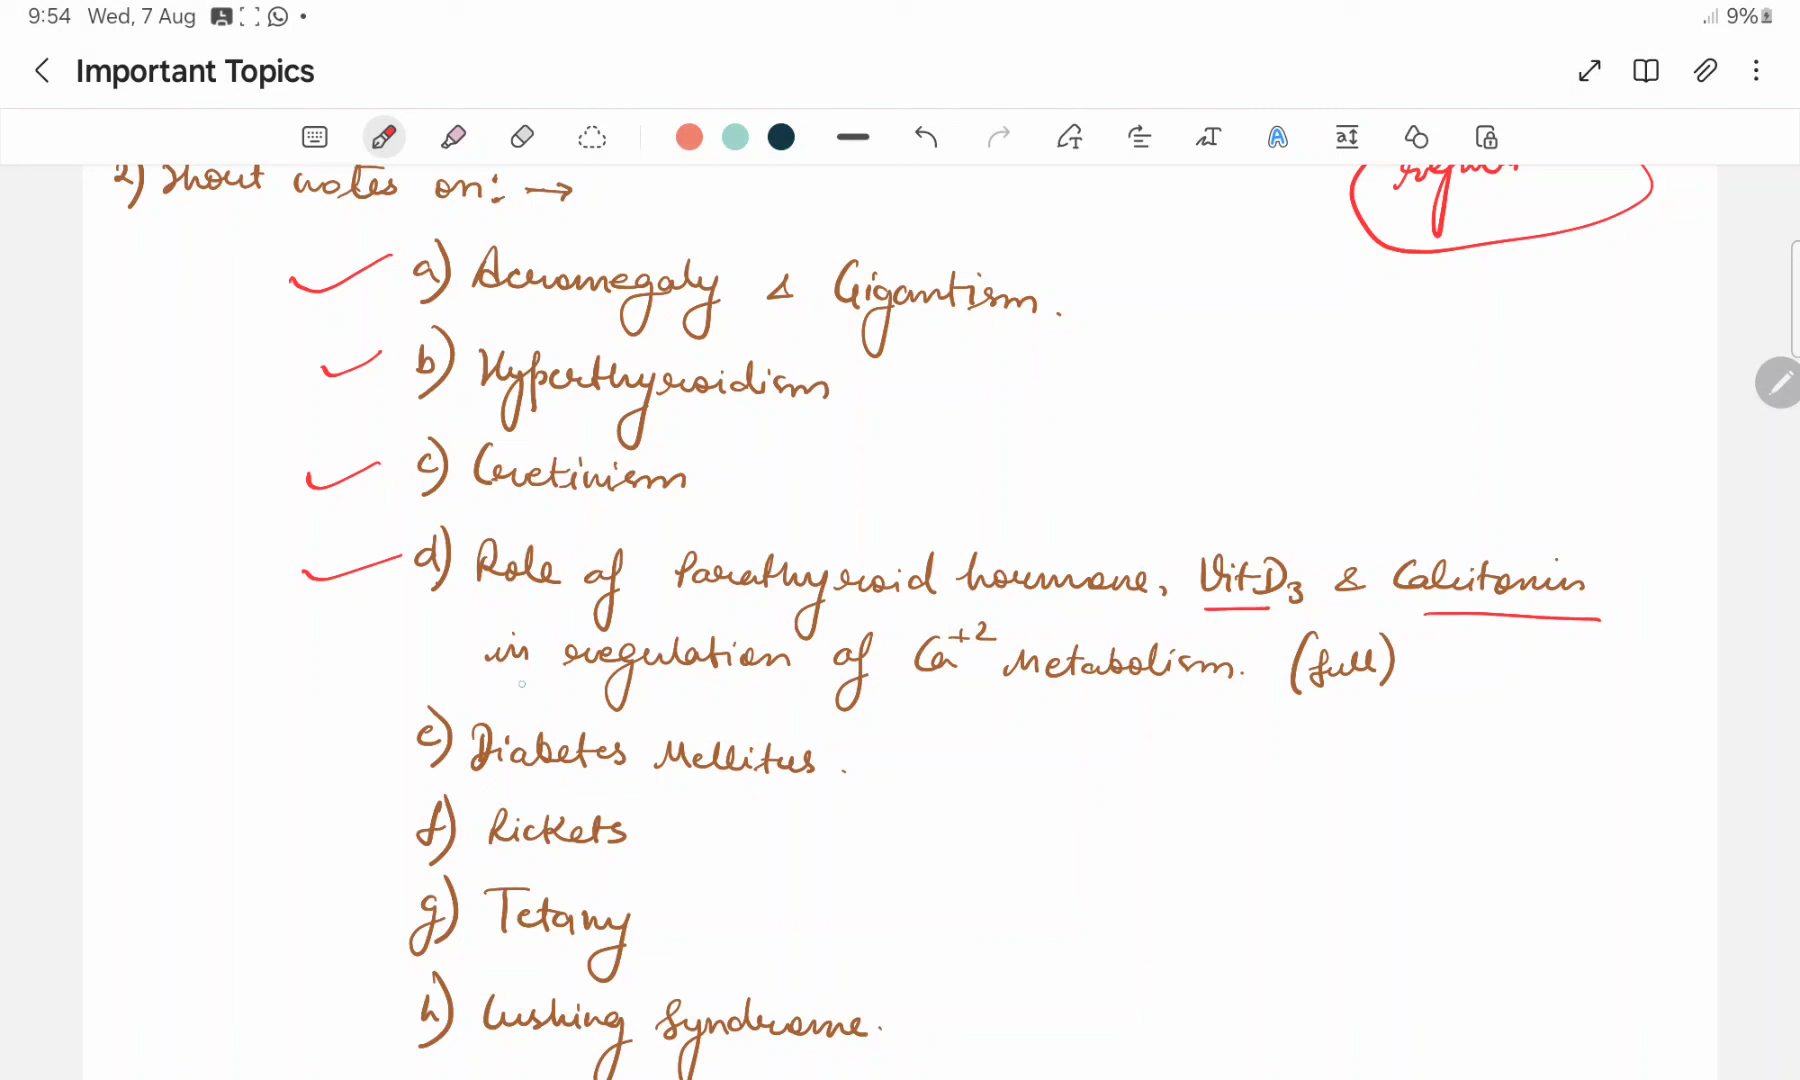 9:54 Wed, 7 Aug
9%
Important Topics
2) Short notes on:→
a) Acromegaly & Gigantism.
b) Hyperthyroidism
c) Cretinism
d) Role of Parathyroid hormone, Vit D3 & Calcitonin
in regulation of Ca+2 Metabolism. (full)
e) Diabetes Mellitus.
f) Rickets
g) Tetany
h) Cushing Syndrome.